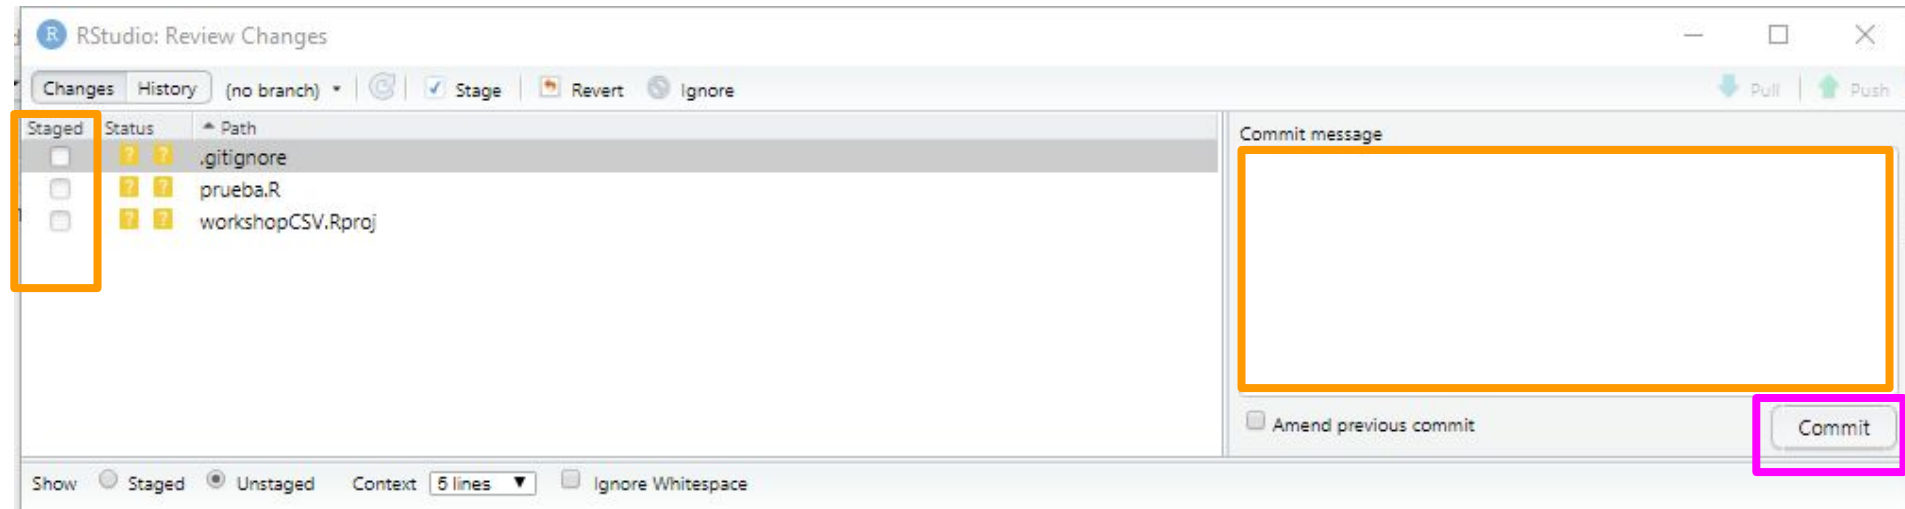 RStudio: Review Changes
Changes History (no branch) Stage Revert Ignore Pull Push
Staged Status Path
? ? .gitignore
? ? prueba.R
? ? workshopCSV.Rproj
Commit message
Amend previous commit
Commit
Show Staged Unstaged Context 5 lines Ignore Whitespace